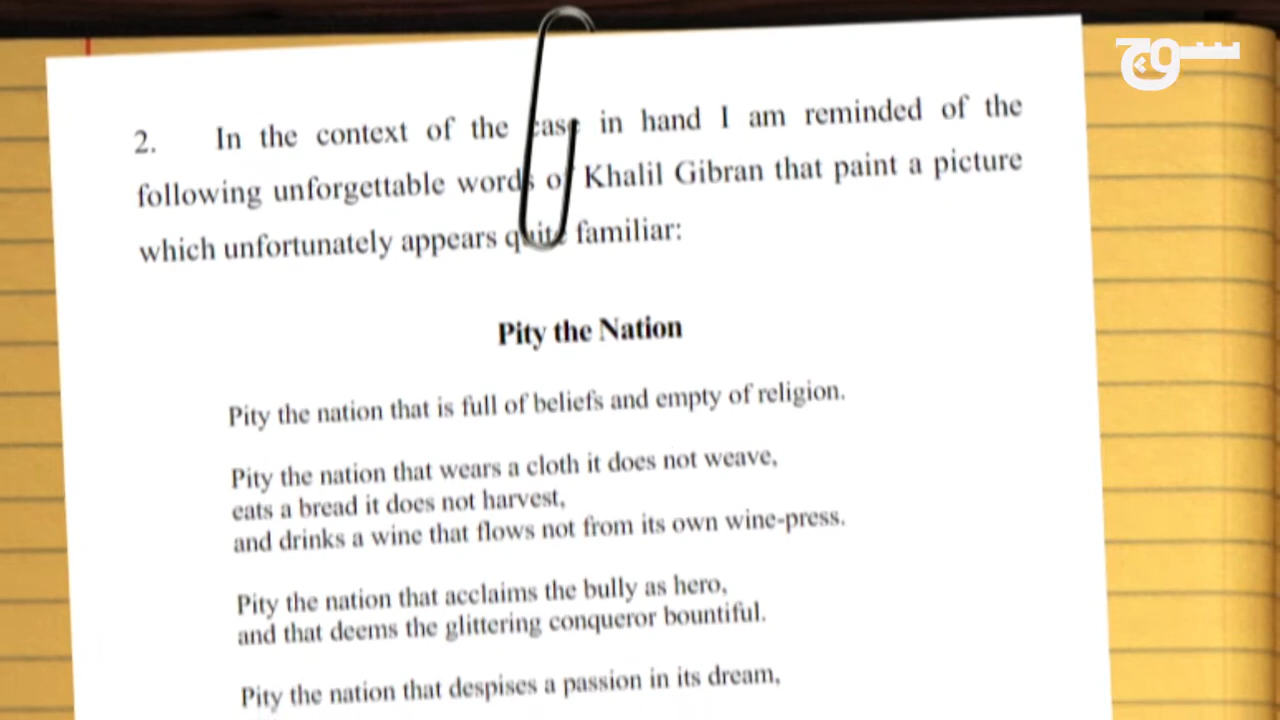 سوچ
2. In the context of the case in hand I am reminded of the
following unforgettable words of Khalil Gibran that paint a picture
which unfortunately appears quite familiar:
Pity the Nation
Pity the nation that is full of beliefs and empty of religion.
Pity the nation that wears a cloth it does not weave,
eats a bread it does not harvest,
and drinks a wine that flows not from its own wine-press.
Pity the nation that acclaims the bully as hero,
and that deems the glittering conqueror bountiful.
Pity the nation that despises a passion in its dream,